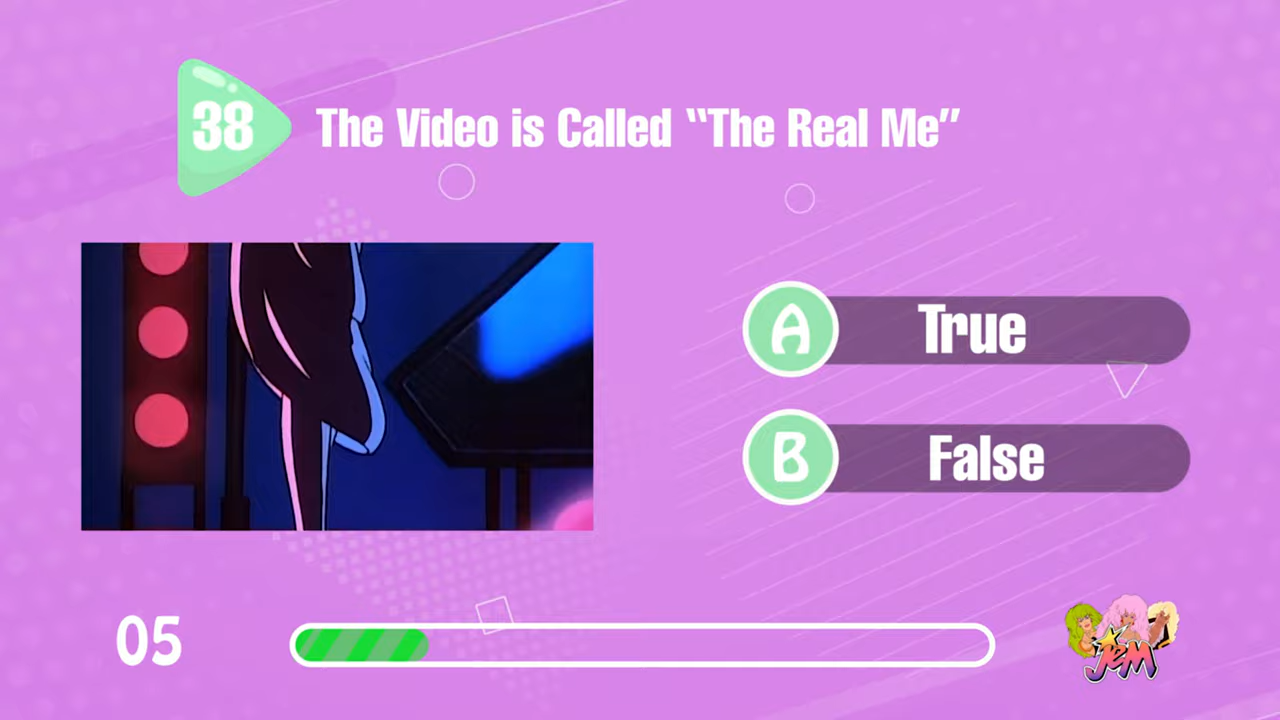 38
The Video is Called “The Real Me”
A True
B False
05
JeM